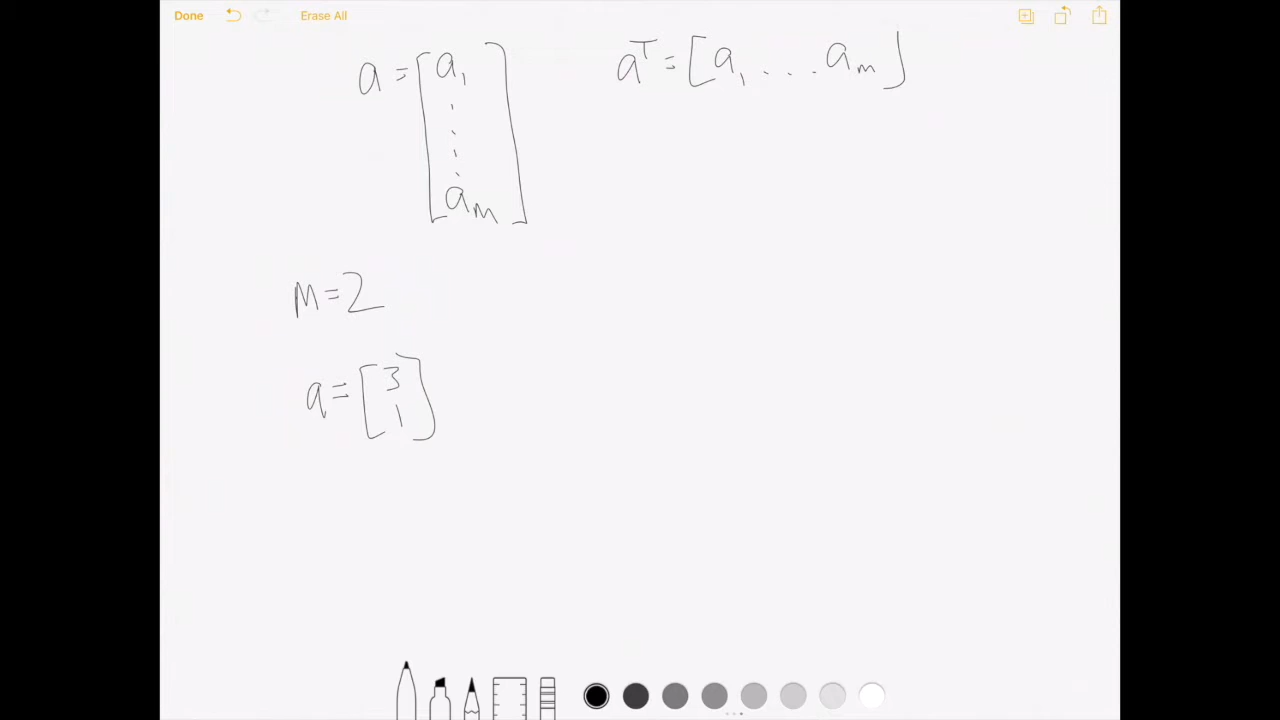 Done Erase All
a = [a₁ . . . . aₘ]
aᵀ = [a₁ . . . . aₘ]
m = 2
a = [3 1]